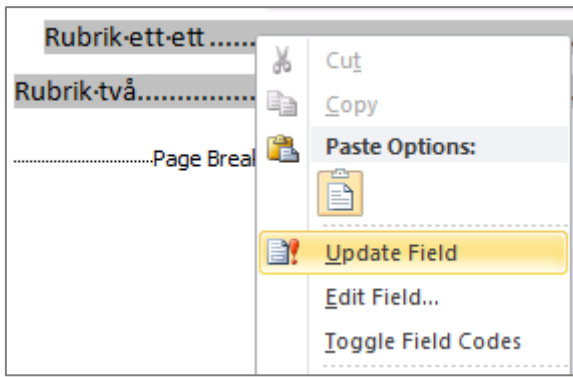 Rubrik·ett·ett......
Cut
Rubrik·två..............
Copy
Paste Options:
Page Break
Update Field
Edit Field...
Toggle Field Codes